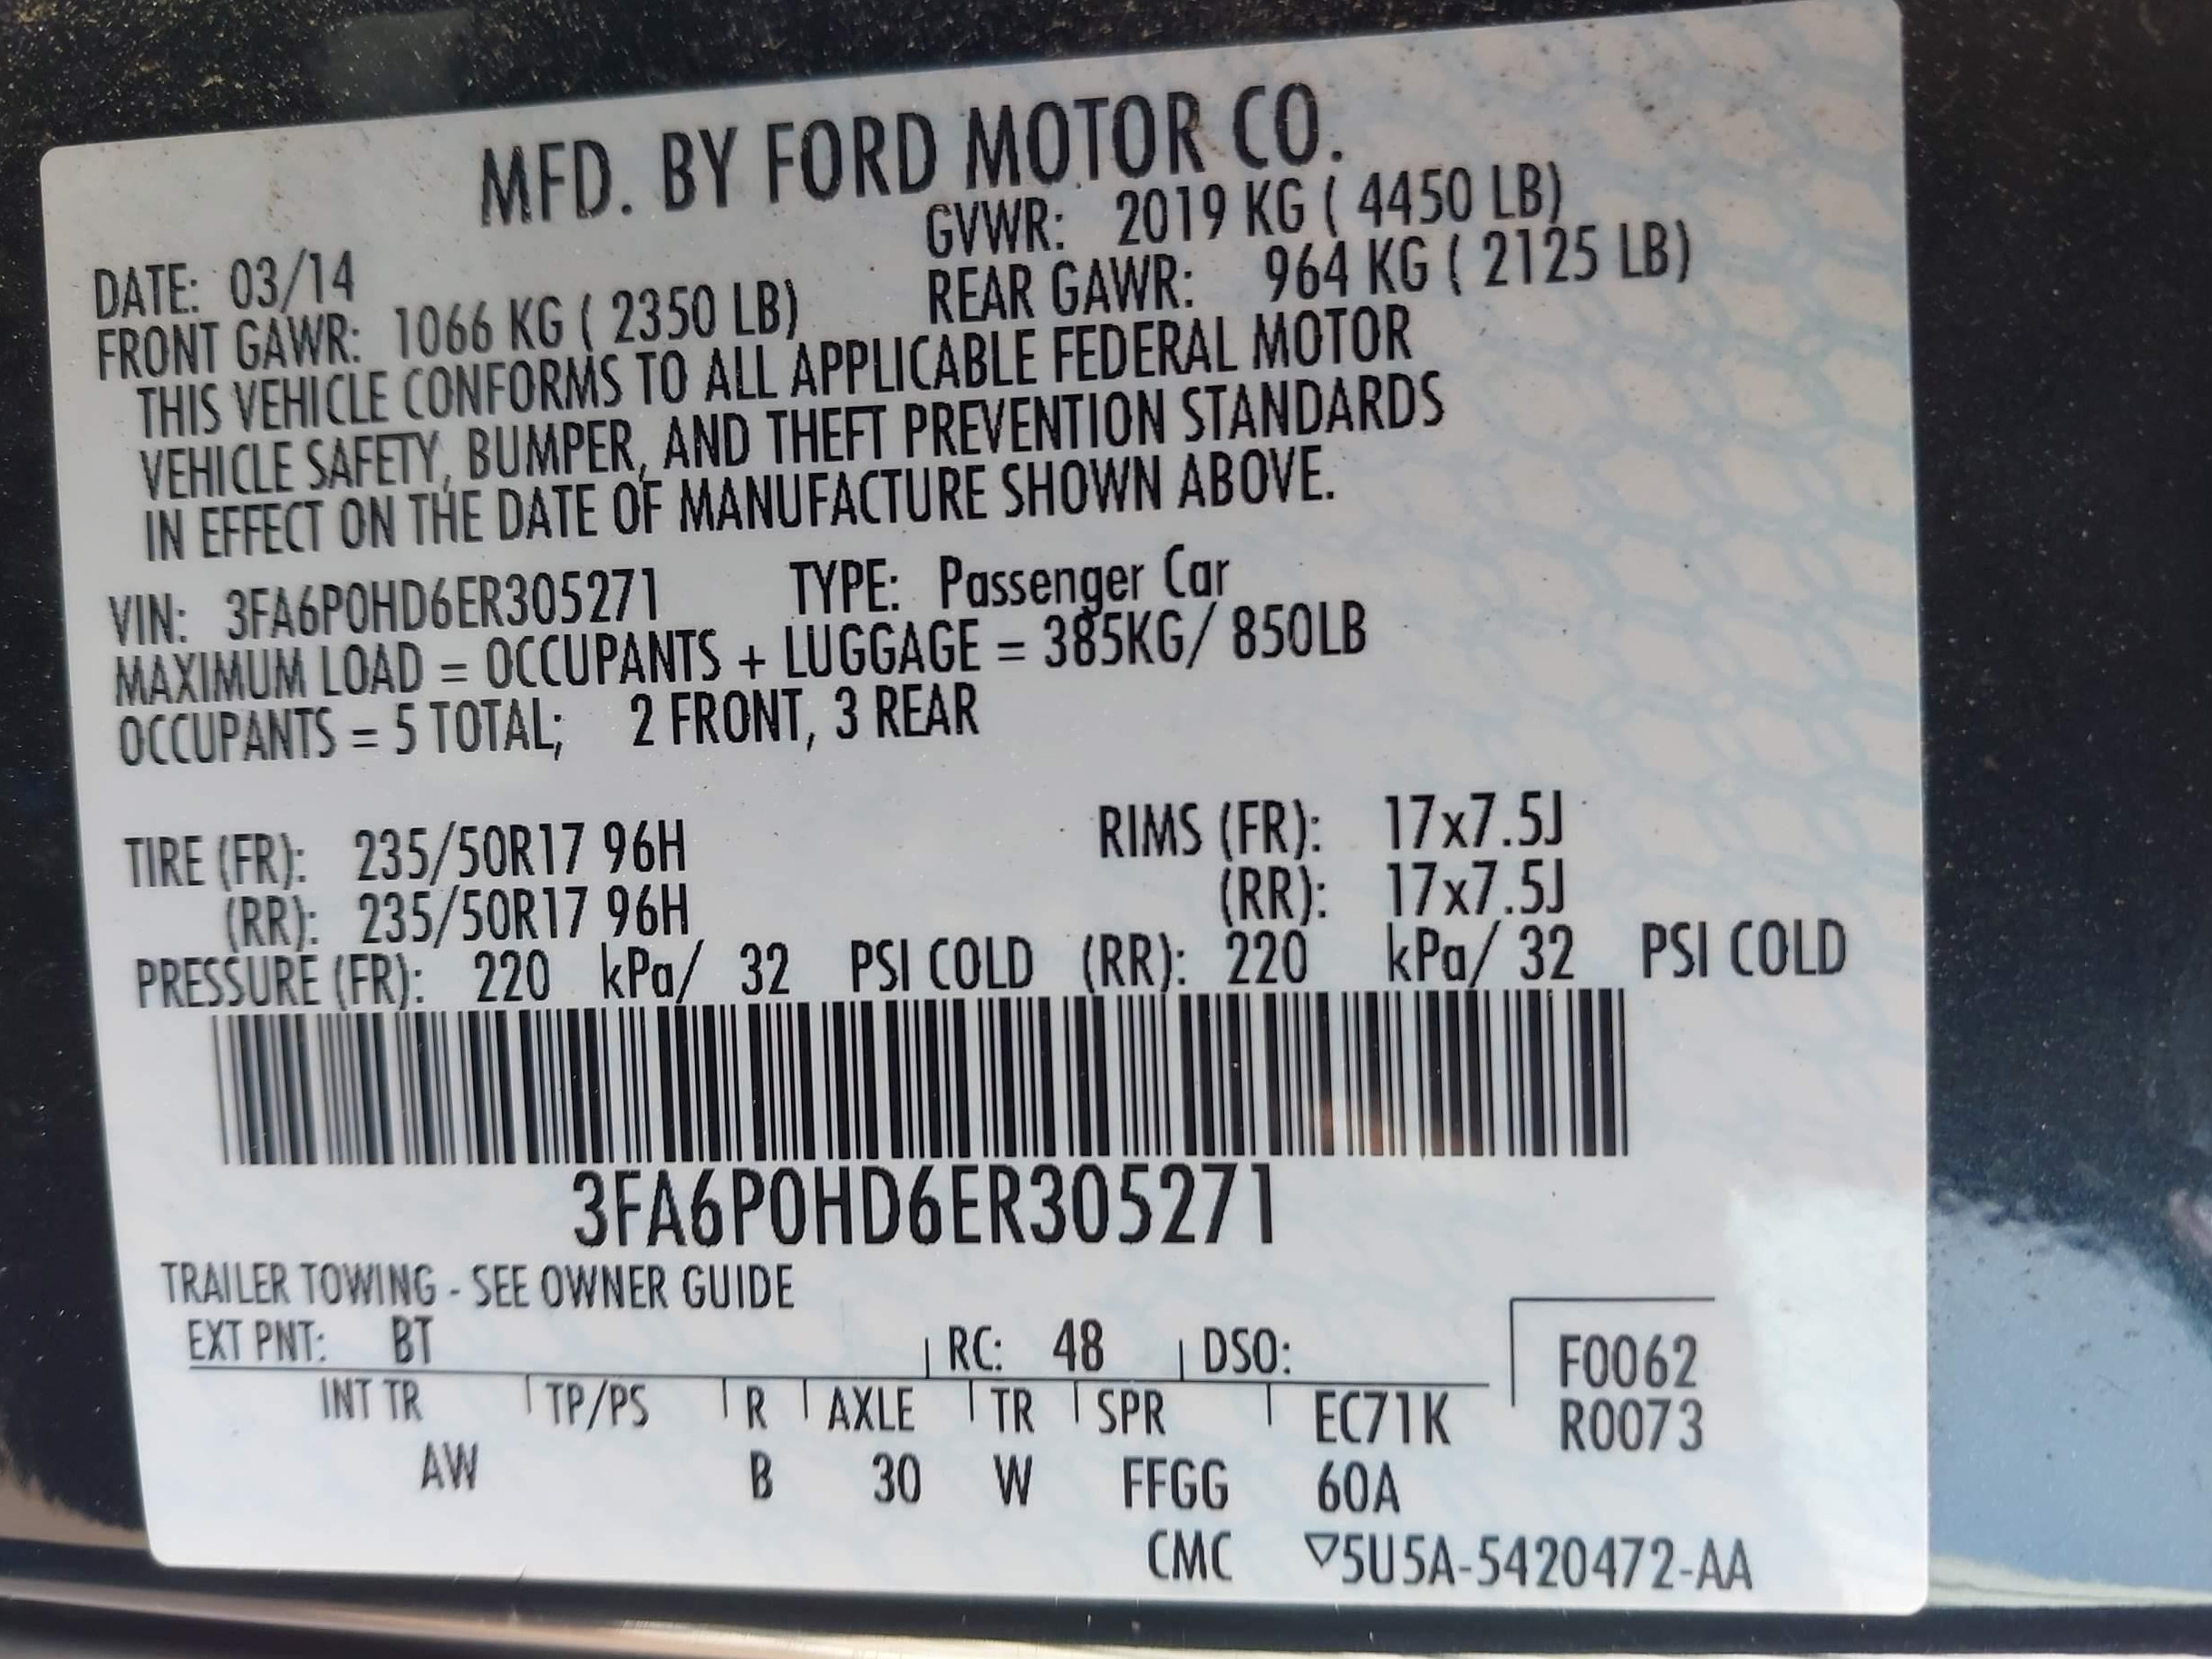 MFD. BY FORD MOTOR CO.
DATE: 03/14 GVWR: 2019 KG ( 4450 LB)
FRONT GAWR: 1066 KG ( 2350 LB) REAR GAWR: 964 KG ( 2125 LB)
THIS VEHICLE CONFORMS TO ALL APPLICABLE FEDERAL MOTOR
VEHICLE SAFETY, BUMPER, AND THEFT PREVENTION STANDARDS
IN EFFECT ON THE DATE OF MANUFACTURE SHOWN ABOVE.
VIN: 3FA6P0HD6ER305271 TYPE: Passenger Car
MAXIMUM LOAD = OCCUPANTS + LUGGAGE = 385KG/ 850LB
OCCUPANTS = 5 TOTAL; 2 FRONT, 3 REAR
TIRE (FR): 235/50R17 96H RIMS (FR): 17x7.5J
(RR): 235/50R17 96H (RR): 17x7.5J
PRESSURE (FR): 220 kPa/ 32 PSI COLD (RR): 220 kPa/ 32 PSI COLD
3FA6P0HD6ER305271
TRAILER TOWING - SEE OWNER GUIDE
EXT PNT: BT RC: 48 DSO: F0062
INT TR TP/PS R AXLE TR SPR EC71K R0073
AW B 30 W FFGG 60A
CMC ▽5U5A-5420472-AA